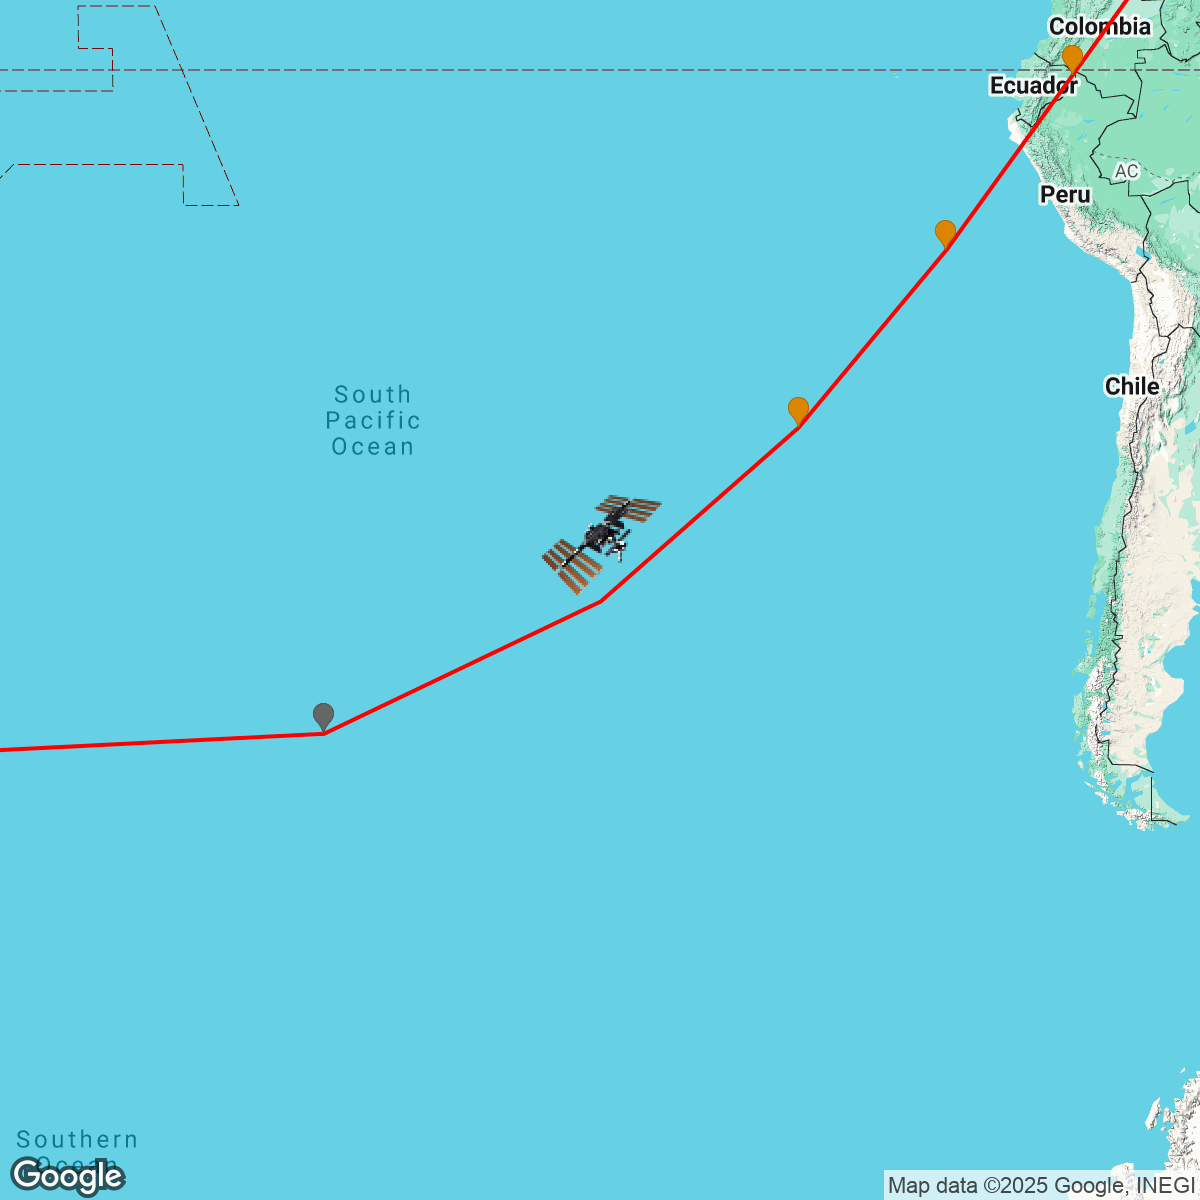 Colombia
Ecuador
AC
Peru
Chile
South
Pacific
Ocean
Southern
Ocean
Google
Map data ©2025 Google, INEGI